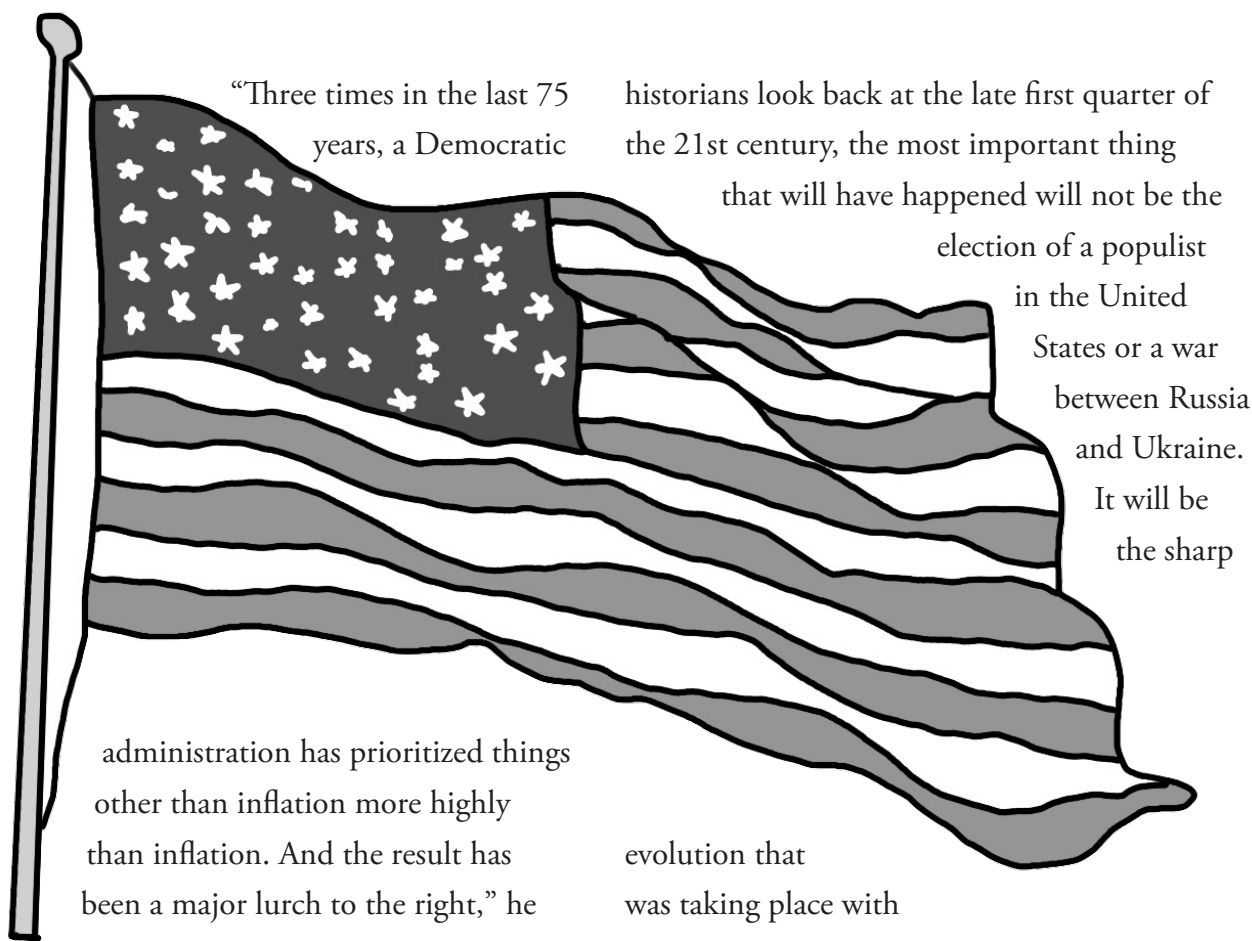 “Three times in the last 75
years, a Democratic
administration has prioritized things
other than inflation more highly
than inflation. And the result has
been a major lurch to the right,” he
historians look back at the late first quarter of
the 21st century, the most important thing
that will have happened will not be the
election of a populist
in the United
States or a war
between Russia
and Ukraine.
It will be
the sharp
evolution that
was taking place with